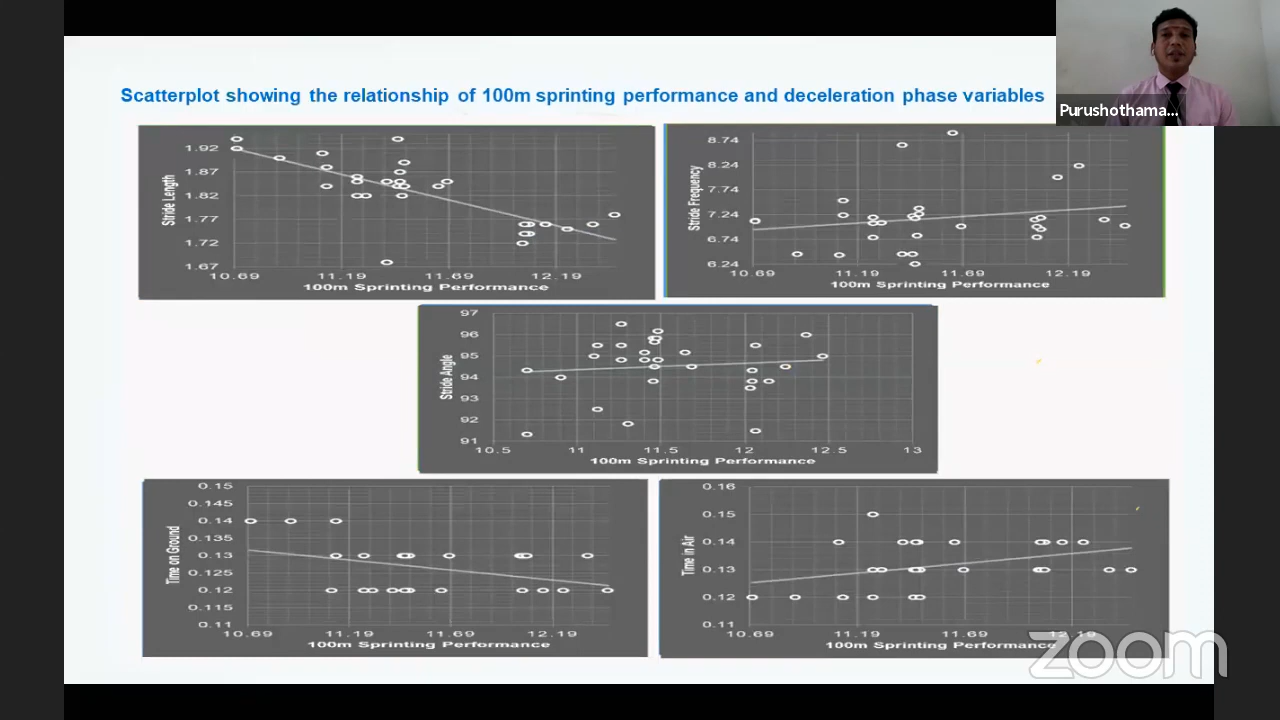 Purushothama...
Scatterplot showing the relationship of 100m sprinting performance and deceleration phase variables
Stride Length
1.92
1.87
1.82
1.77
1.72
1.67
10.69 11.19 11.69 12.19
100m Sprinting Performance
Stride Frequency
8.74
8.24
7.74
7.24
6.74
6.24
10.69 11.19 11.69 12.19
100m Sprinting Performance
Stride Angle
97
96
95
94
93
92
91
10.5 11 11.5 12 12.5 13
100m Sprinting Performance
Time on Ground
0.15
0.145
0.14
0.135
0.13
0.125
0.12
0.115
0.11
10.69 11.19 11.69 12.19
100m Sprinting Performance
Time in Air
0.16
0.15
0.14
0.13
0.12
0.11
10.69 11.19 11.69 12.19
100m Sprinting Performance
zoom